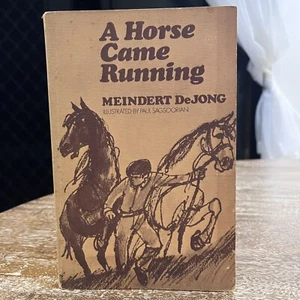 A Horse
Came
Running
MEINDERT DeJONG
ILLUSTRATED BY PAUL SAGSOORIAN